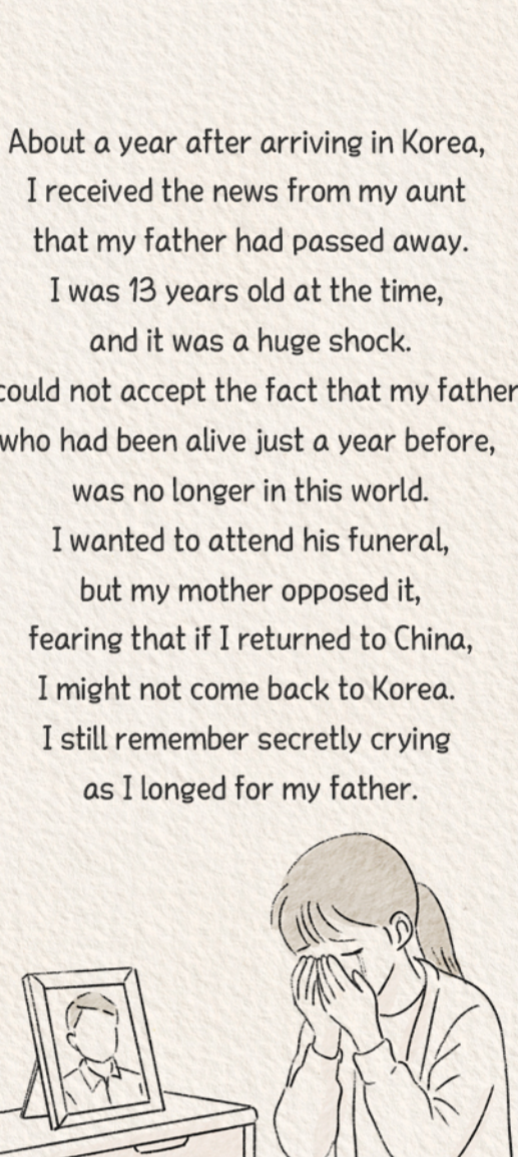 About a year after arriving in Korea,
I received the news from my aunt
that my father had passed away.
I was 13 years old at the time,
and it was a huge shock.
could not accept the fact that my father
who had been alive just a year before,
was no longer in this world.
I wanted to attend his funeral,
but my mother opposed it,
fearing that if I returned to China,
I might not come back to Korea.
I still remember secretly crying
as I longed for my father.